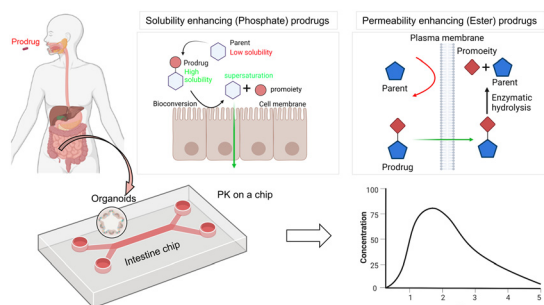 Prodrug
Solubility enhancing (Phosphate) prodrugs
Parent
Low solubility
Prodrug
High
solubility
supersaturation
promoiety
Bioconversion
Cell membrane
Permeability enhancing (Ester) prodrugs
Plasma membrane
Promoeity
Parent
Parent
Enzymatic
hydrolysis
Prodrug
Organoids
PK on a chip
Intestine chip
Concentration
100
75
50
25
0
1
2
3
4
5